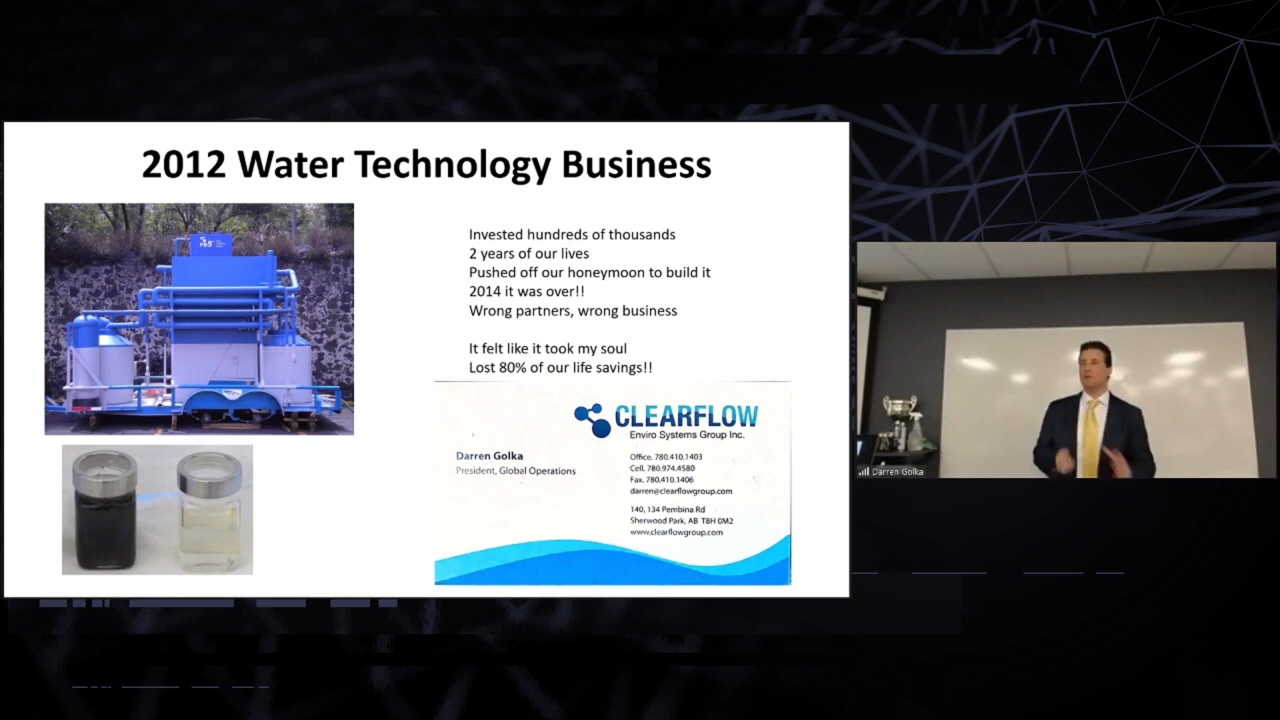 2012 Water Technology Business
Invested hundreds of thousands
2 years of our lives
Pushed off our honeymoon to build it
2014 it was over!!
Wrong partners, wrong business
It felt like it took my soul
Lost 80% of our life savings!!
CLEARFLOW
Enviro Systems Group Inc.
Darren Golka
President, Global Operations
Office. 780.410.1403
Cell. 780.974.4580
Fax. 780.410.1406
darren@clearflowgroup.com
140, 134 Pembina Rd
Sherwood Park, AB T8H 0M2
www.clearflowgroup.com
Darren Golka